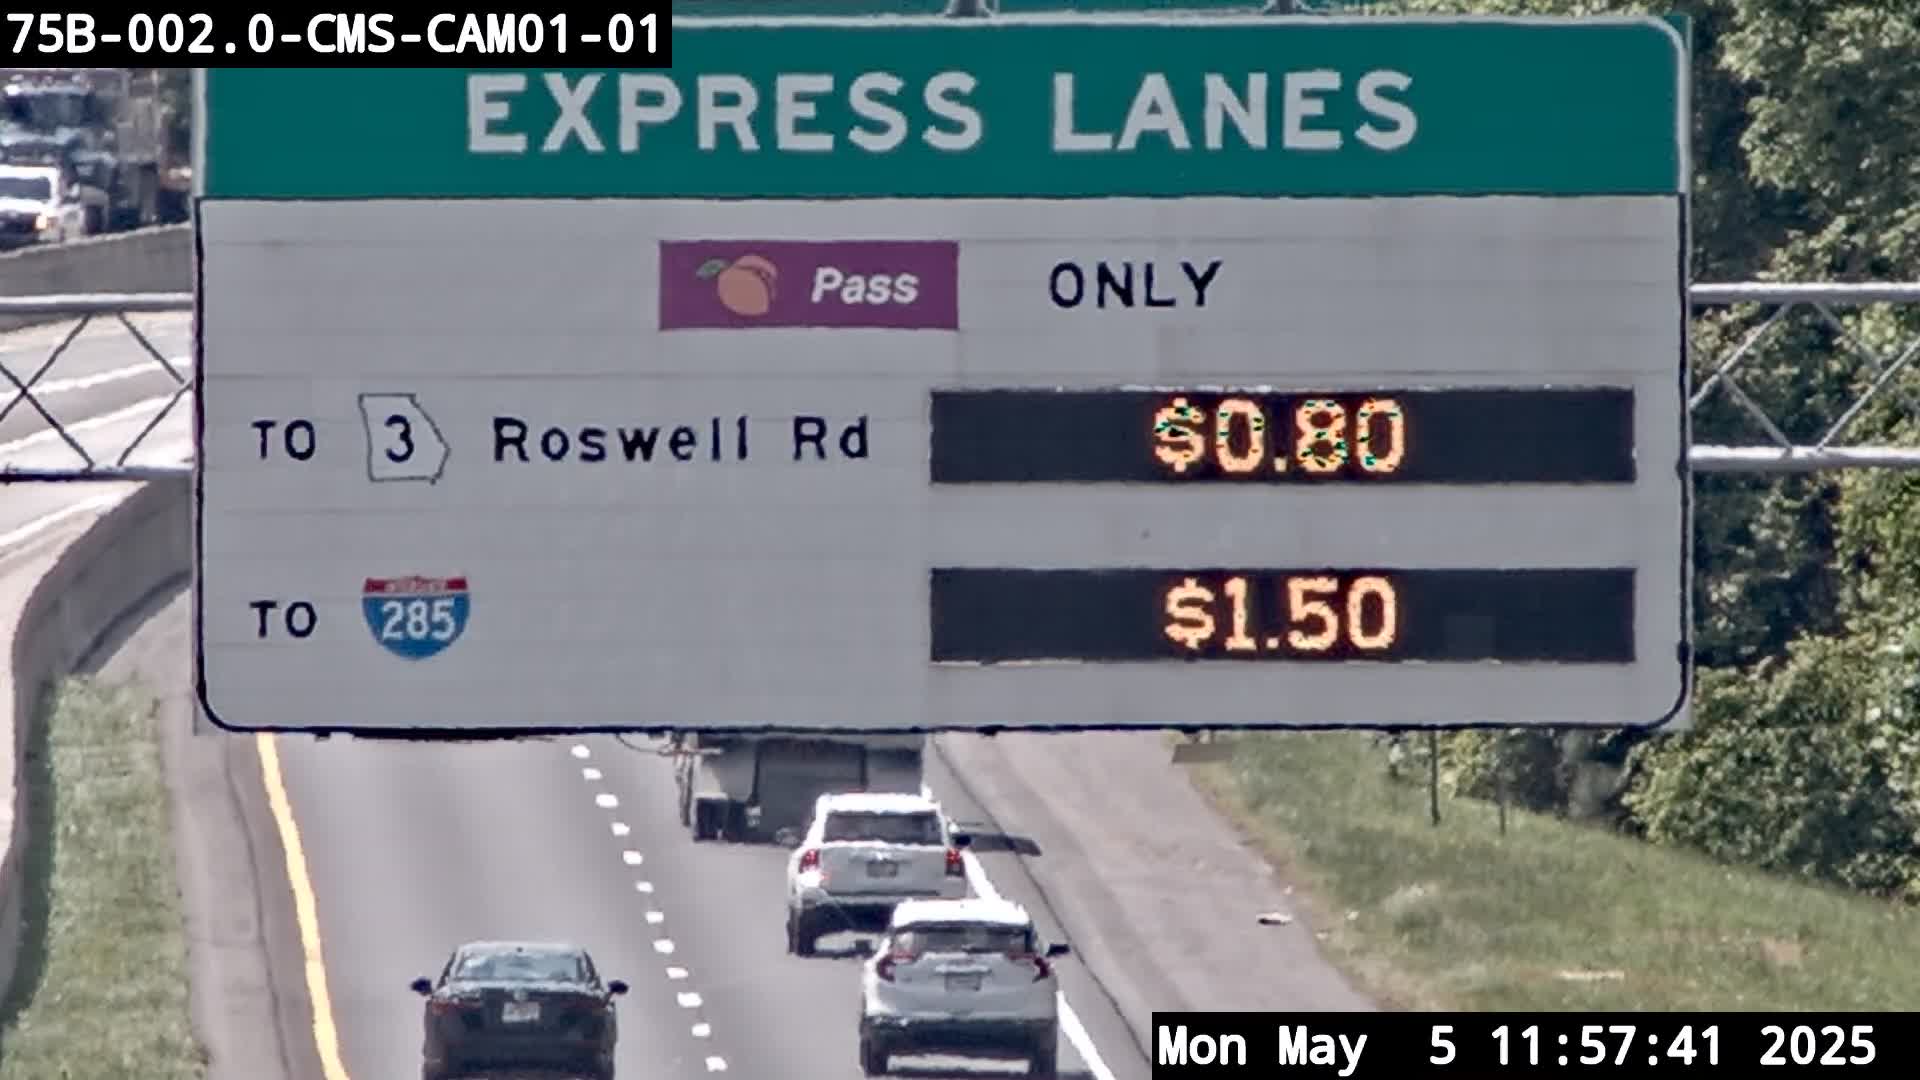 75B-002.0-CMS-CAM01-01
EXPRESS LANES
Pass ONLY
TO 3 Roswell Rd $0.80
TO 285 $1.50
Mon May 5 11:57:41 2025